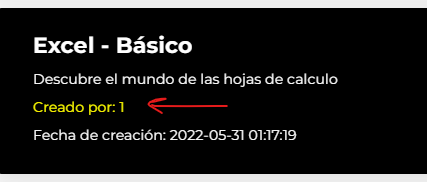 Excel - Básico
Descubre el mundo de las hojas de calculo
Creado por: 1
Fecha de creación: 2022-05-31 01:17:19